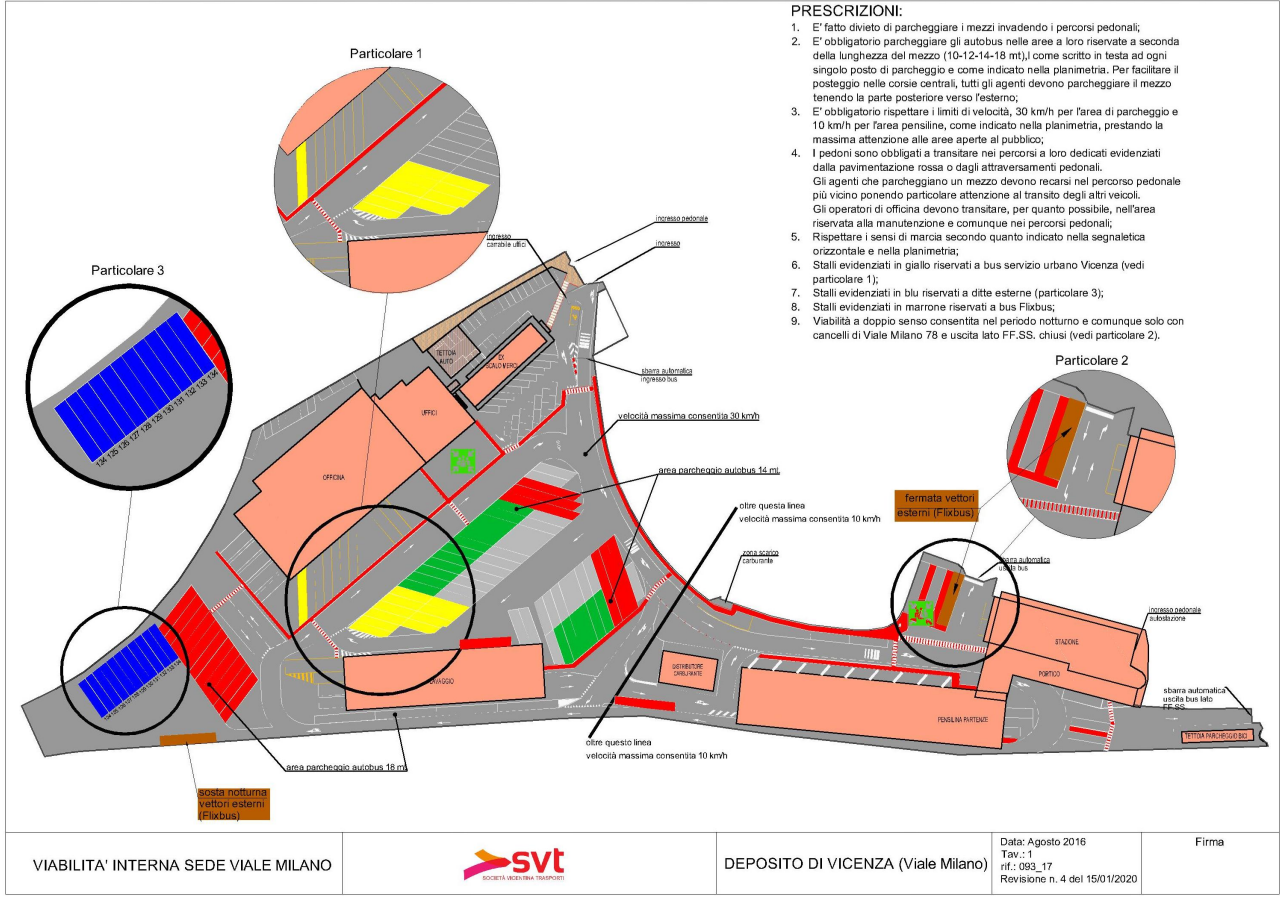 PRESCRIZIONI:
1. E' fatto divieto di parcheggiare i mezzi invadendo i percorsi pedonali;
2. E' obbligatorio parcheggiare gli autobus nelle aree a loro riservate a seconda
della lunghezza del mezzo (10-12-14-18 mt),l come scritto in testa ad ogni
singolo posto di parcheggio e come indicato nella planimetria. Per facilitare il
posteggio nelle corsie centrali, tutti gli agenti devono parcheggiare il mezzo
tenendo la parte posteriore verso l'esterno;
3. E' obbligatorio rispettare i limiti di velocità, 30 km/h per l'area di parcheggio e
10 km/h per l'area pensiline, come indicato nella planimetria, prestando la
massima attenzione alle aree aperte al pubblico;
4. I pedoni sono obligati a transitare nei percorsi a loro dedicati evidenziati
dalla pavimentazione rossa o dagli attraversamenti pedonali.
Gli agenti che parcheggiano un mezzo devono recarsi nel percorso pedonale
più vicino ponendo particolare attenzione al transito degli altri veicoli.
Gli operatori di officina devono transitare, per quanto possibile, nell'area
riservata alla manutenzione e comunque nei percorsi pedonali;
5. Rispettare i sensi di marcia secondo quanto indicato nella segnaletica
orizzontale e nella planimetria;
6. Stalli evidenziati in giallo riservati a bus servizio urbano Vicenza (vedi
particolare 1);
7. Stalli evidenziati in blu riservati a ditte esterne (particolare 3);
8. Stalli evidenziati in marrone riservati a bus Flixbus;
9. Viabilità a doppio senso consentita nel periodo notturno e comunque solo con
cancelli di Viale Milano 78 e uscita lato FF.SS. chiusi (vedi particolare 2).
Particolare 1
Particolare 3
134 125 126 127 128 129 130 131 132 133 134
Particolare 2
ingresso pedonale
ingresso
ingresso
carrabile uffici
TETTOIA
AUTO
EX
SCALO MERCI
UFFICI
OFFICINA
sbarra automatica
ingresso bus
velocità massima consentita 30 km/h
area parcheggio autobus 14 mt.
oltre questa linea
velocità massima consentita 10 km/h
zona scarico
carburante
fermata vettori
esterni (Flixbus)
sbarra automatica
uscita bus
ingresso pedonale
autostazione
STAZIONE
PORTICO
DISTRIBUTORE
CARBURANTE
LAVAGGIO
PENSILINA PARTENZE
sbarra automatica
uscita bus lato
FF.SS.
TETTOIA PARCHEGGIO BICI
oltre questo linea
velocità massima consentita 10 km/h
area parcheggio autobus 18 mt.
sosta notturna
vettori esterni
(Flixbus)
VIABILITA' INTERNA SEDE VIALE MILANO
svt
SOCIETÀ VICENTINA TRASPORTI
DEPOSITO DI VICENZA (Viale Milano)
Data: Agosto 2016
Tav.: 1
rif.: 093_17
Revisione n. 4 del 15/01/2020
Firma